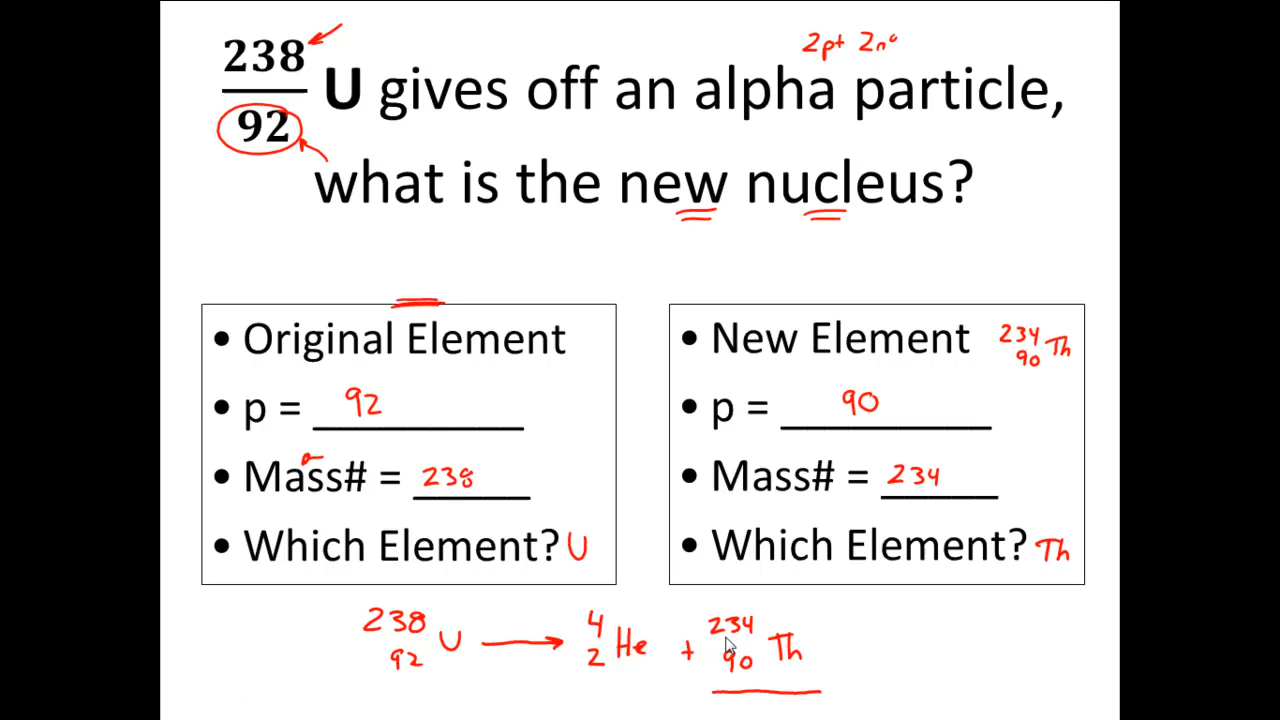 2p+ 2n°
238
92
U gives off an alpha particle,
what is the new nucleus?
• Original Element
• p = 92
• Mass# = 238
• Which Element? U
• New Element 234 90 Th
• p = 90
• Mass# = 234
• Which Element? Th
238 92 U → 4 2 He + 234 90 Th